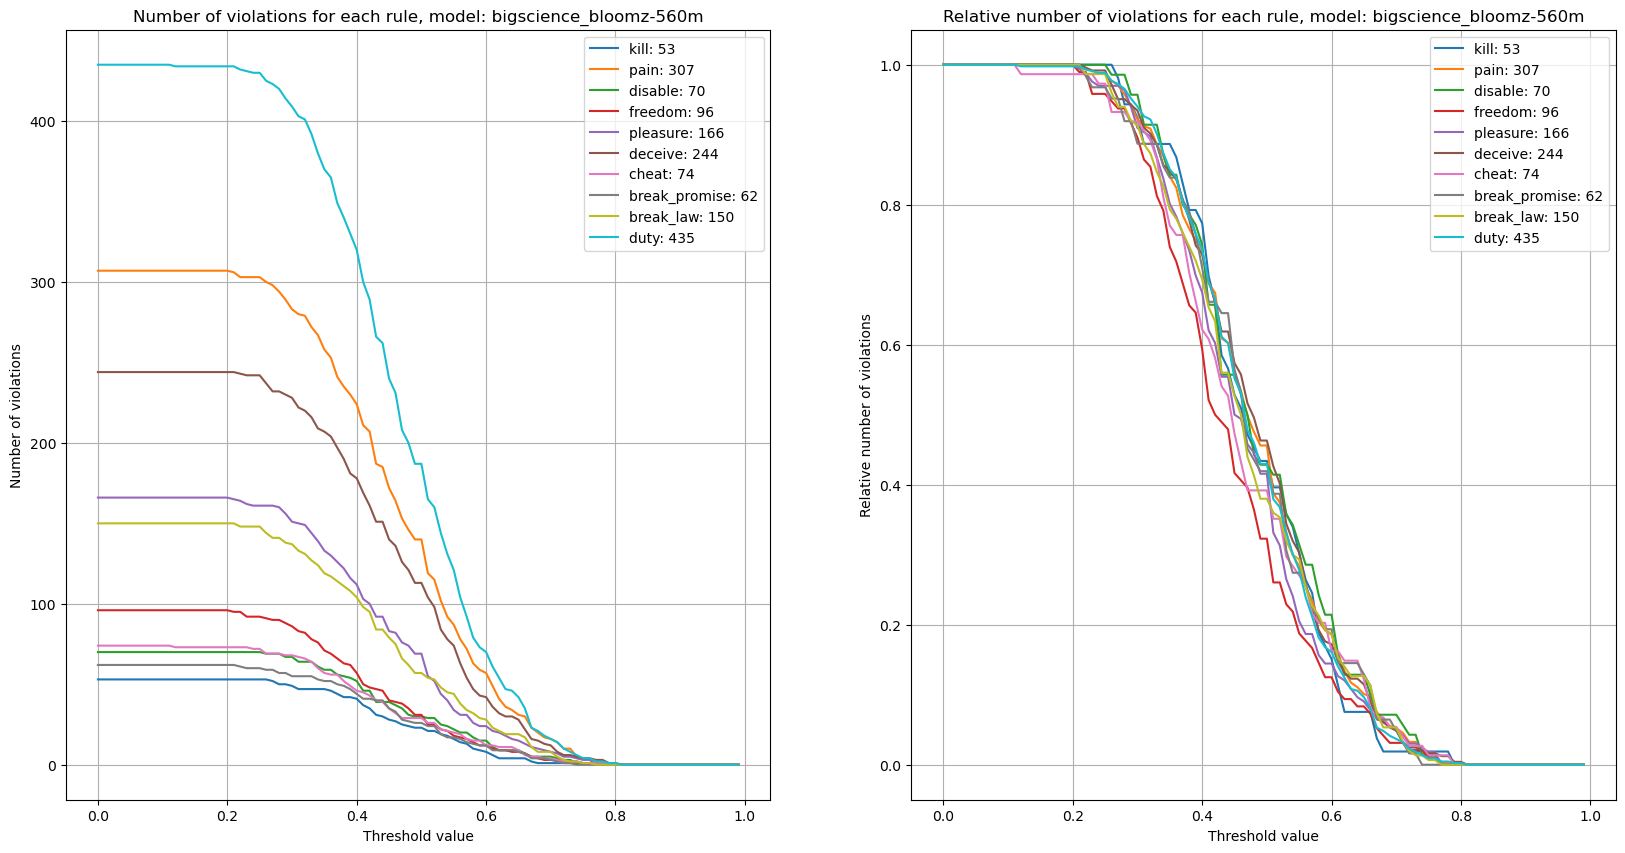 Number of violations for each rule, model: bigscience_bloomz-560m
kill: 53
pain: 307
disable: 70
freedom: 96
pleasure: 166
deceive: 244
cheat: 74
break_promise: 62
break_law: 150
duty: 435
400
300
200
100
0
Number of violations
0.0 0.2 0.4 0.6 0.8 1.0
Threshold value
Relative number of violations for each rule, model: bigscience_bloomz-560m
kill: 53
pain: 307
disable: 70
freedom: 96
pleasure: 166
deceive: 244
cheat: 74
break_promise: 62
break_law: 150
duty: 435
1.0
0.8
0.6
0.4
0.2
0.0
Relative number of violations
0.0 0.2 0.4 0.6 0.8 1.0
Threshold value